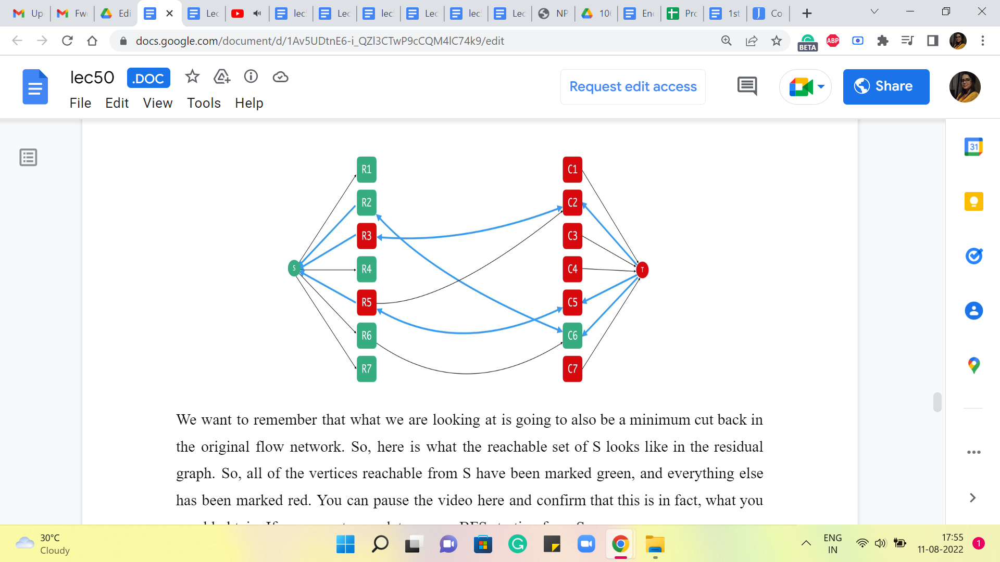 Up
Fw
Edi
Lec
lec
Lec
lec
Lec
lec
Lec
NP
10
En
Pro
1st
Co
docs.google.com/document/d/1Av5UDtnE6-i_QZl3CTwP9cCQM4lC74k9/edit
BETA
ABP
lec50
.DOC
File Edit View Tools Help
Request edit access
Share
31
R1
C1
R2
C2
R3
C3
S
R4
C4
T
R5
C5
R6
C6
R7
C7
We want to remember that what we are looking at is going to also be a minimum cut back in
the original flow network. So, here is what the reachable set of S looks like in the residual
graph. So, all of the vertices reachable from S have been marked green, and everything else
has been marked red. You can pause the video here and confirm that this is in fact, what you
30°C
Cloudy
ENG
IN
17:55
11-08-2022
1